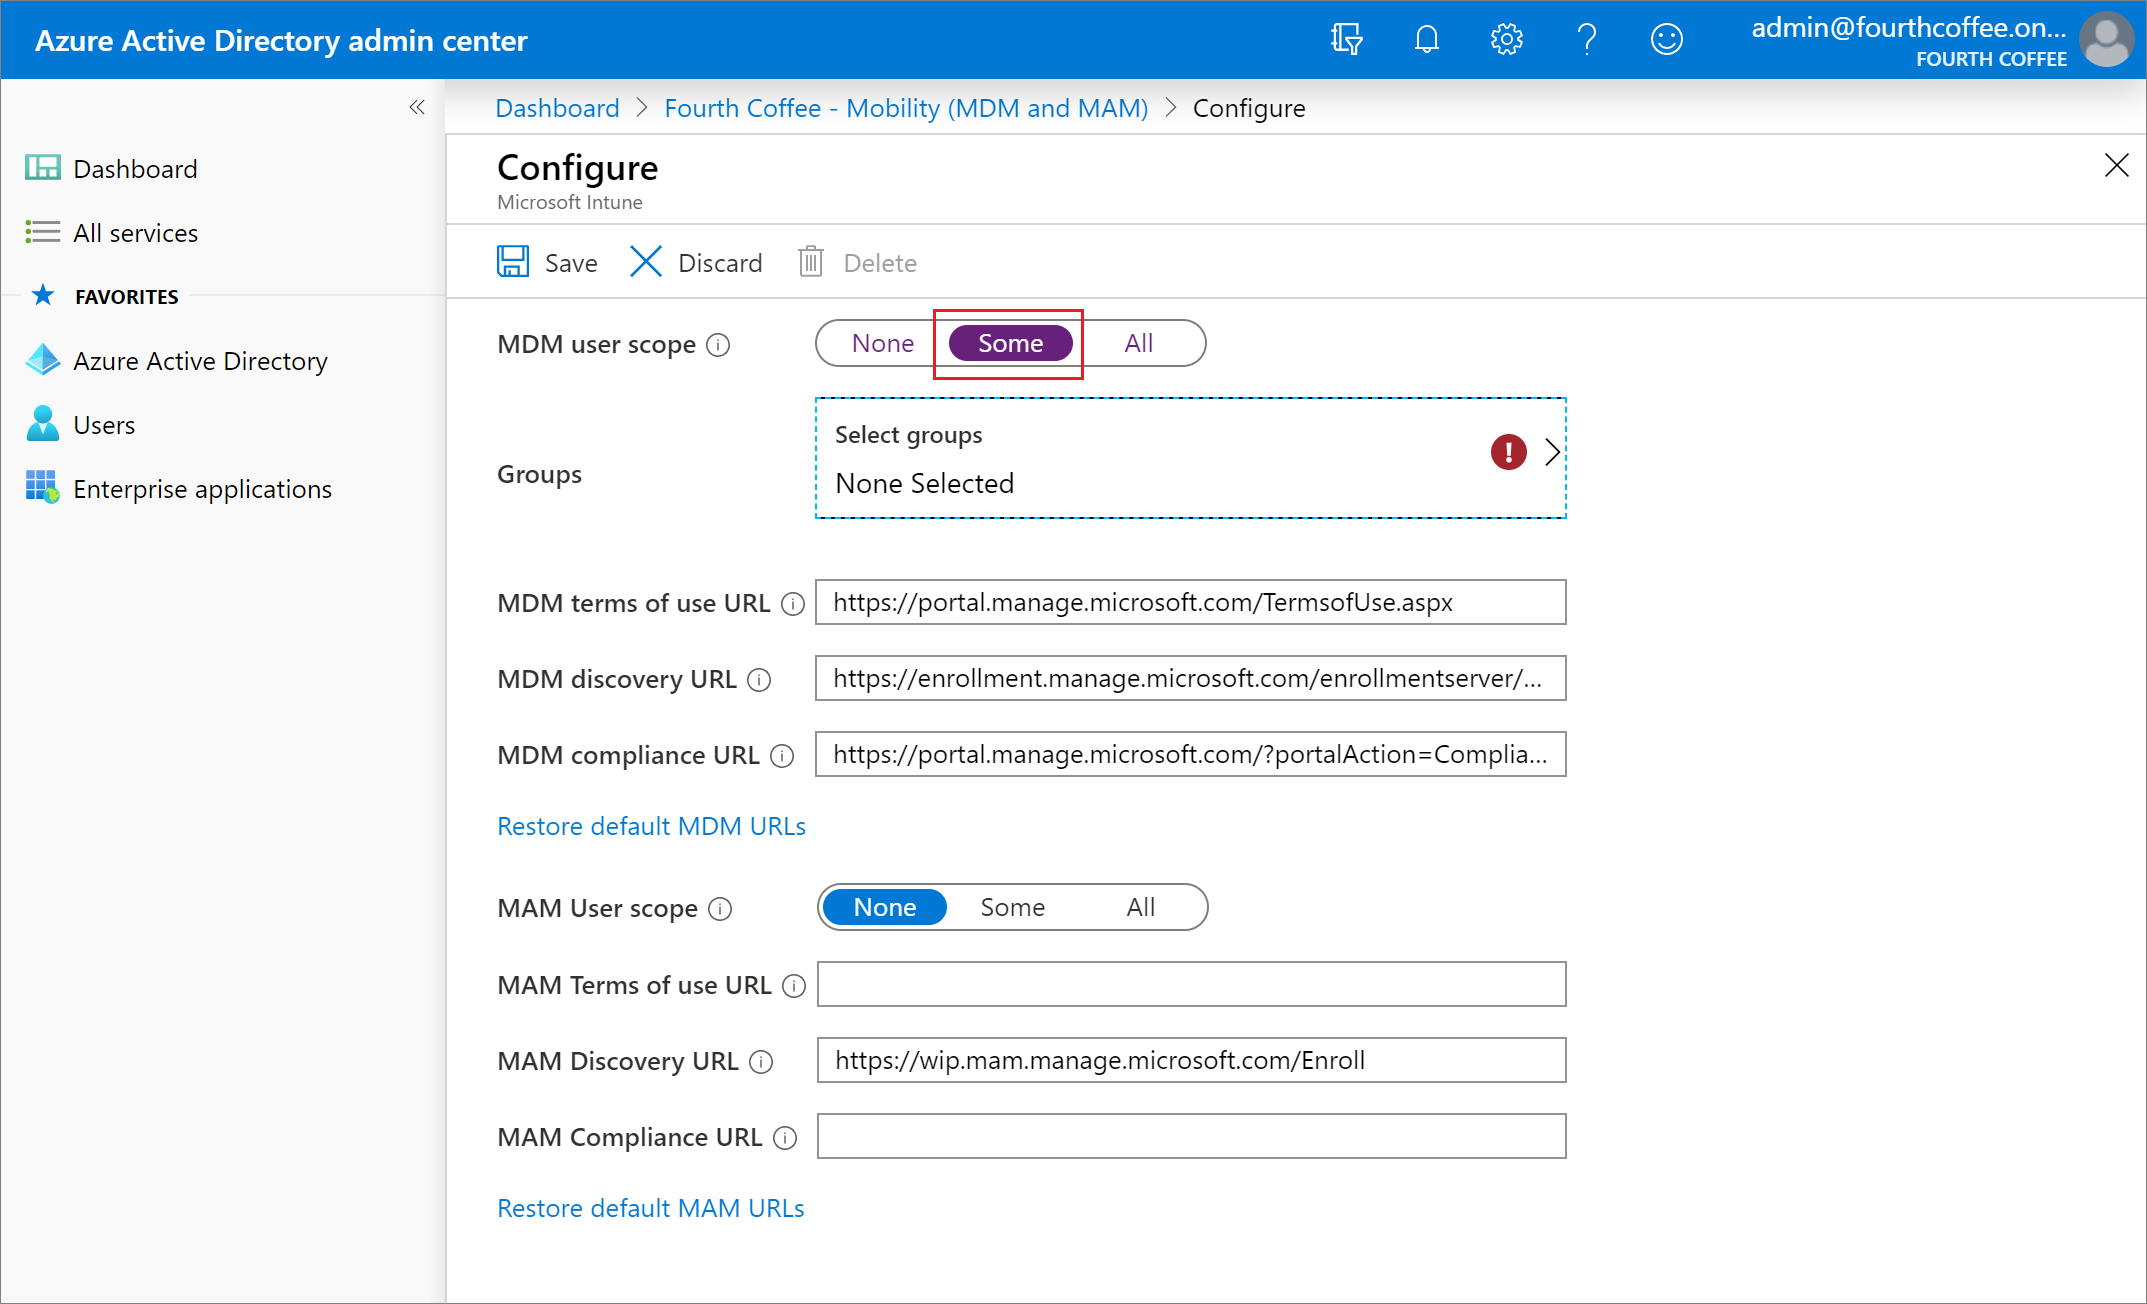 Azure Active Directory admin center
admin@fourthcoffee.on...
FOURTH COFFEE
Dashboard > Fourth Coffee - Mobility (MDM and MAM) > Configure
Dashboard
All services
FAVORITES
Azure Active Directory
Users
Enterprise applications
Configure
Microsoft Intune
Save Discard Delete
MDM user scope None Some All
Groups
Select groups
None Selected
MDM terms of use URL https://portal.manage.microsoft.com/TermsofUse.aspx
MDM discovery URL https://enrollment.manage.microsoft.com/enrollmentserver/...
MDM compliance URL https://portal.manage.microsoft.com/?portalAction=Complia...
Restore default MDM URLs
MAM User scope None Some All
MAM Terms of use URL
MAM Discovery URL https://wip.mam.manage.microsoft.com/Enroll
MAM Compliance URL
Restore default MAM URLs